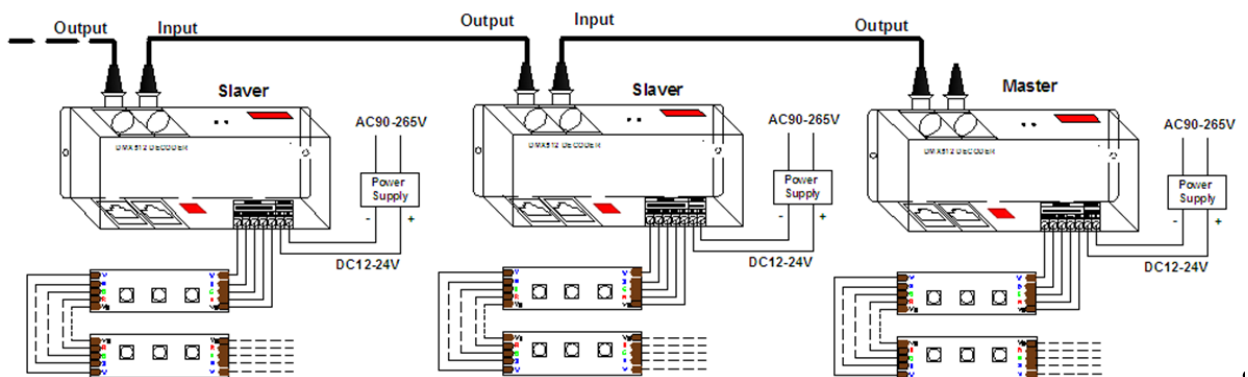 Output
Input
Output
Input
Output
Slaver
Slaver
Master
AC90-265V
AC90-265V
AC90-265V
DMX512 DECODER
DMX512 DECODER
DMX512 DECODER
Power
Supply
Power
Supply
Power
Supply
- +
- +
- +
DC12-24V
DC12-24V
DC12-24V